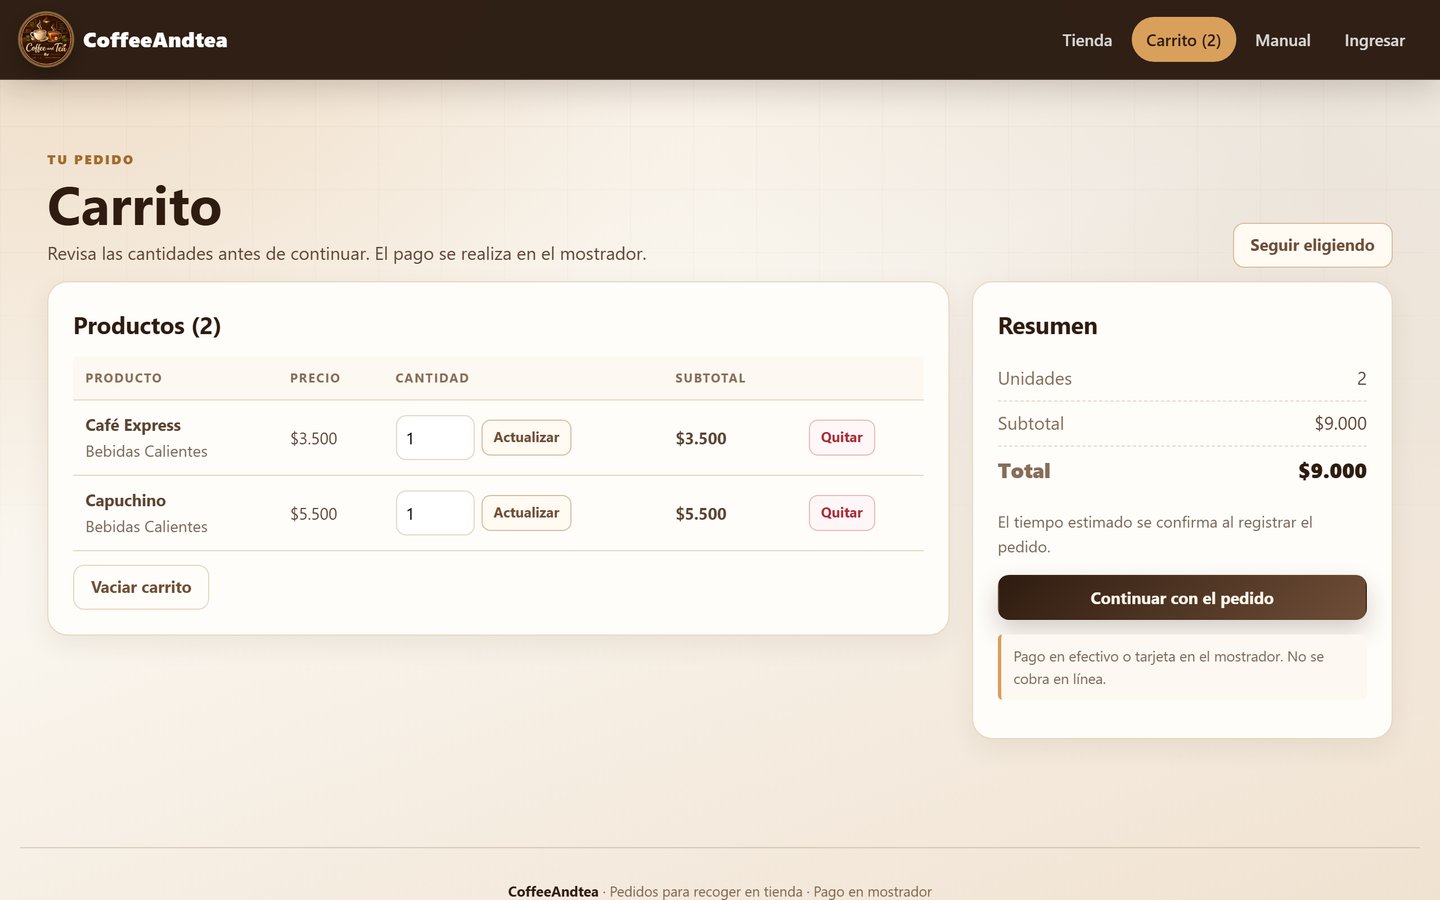 Coffee and Tea
CoffeeAndtea
Tienda
Carrito (2)
Manual
Ingresar
TU PEDIDO
Carrito
Revisa las cantidades antes de continuar. El pago se realiza en el mostrador.
Seguir eligiendo
Productos (2)
PRODUCTO PRECIO CANTIDAD SUBTOTAL
Café Express
Bebidas Calientes
$3.500
1
Actualizar
$3.500
Quitar
Capuchino
Bebidas Calientes
$5.500
1
Actualizar
$5.500
Quitar
Vaciar carrito
Resumen
Unidades 2
Subtotal $9.000
Total $9.000
El tiempo estimado se confirma al registrar el
pedido.
Continuar con el pedido
Pago en efectivo o tarjeta en el mostrador. No se
cobra en línea.
CoffeeAndtea · Pedidos para recoger en tienda · Pago en mostrador